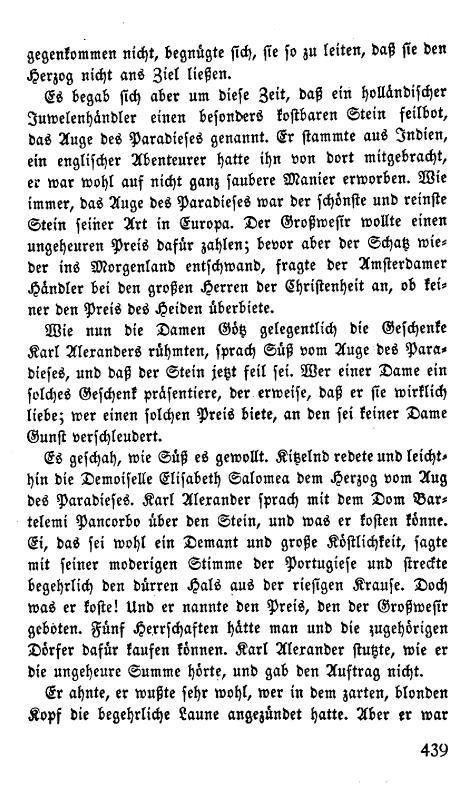 gegenkommen nicht, begnügte sich, sie so zu leiten, daß sie den
Herzog nicht ans Ziel ließen.
Es begab sich aber um diese Zeit, daß ein holländischer
Juwelenhändler einen besonders kostbaren Stein feilbot,
das Auge des Paradieses genannt. Er stammte aus Indien,
ein englischer Abenteurer hatte ihn von dort mitgebracht,
er war wohl auf nicht ganz saubere Manier erworben. Wie
immer, das Auge des Paradieses war der schönste und reinste
Stein seiner Art in Europa. Der Großwesir wollte einen
ungeheuren Preis dafür zahlen; bevor aber der Schatz wie-
der ins Morgenland entschwand, fragte der Amsterdamer
Händler bei den großen Herren der Christenheit an, ob kei-
ner den Preis des Heiden überbiete.
Wie nun die Damen Götz gelegentlich die Geschenke
Karl Alexanders rühmten, sprach Süß vom Auge des Para-
dieses, und daß der Stein jetzt feil sei. Wer einer Dame ein
solches Geschenk präsentiere, der erweise, daß er sie wirklich
liebe; wer einen solchen Preis biete, an den sei keiner Dame
Gunst verschleudert.
Es geschah, wie Süß es gewollt. Kitzelnd redete und leicht-
hin die Demoiselle Elisabeth Salomea dem Herzog vom Aug
des Paradieses. Karl Alexander sprach mit dem Dom Bar-
telemi Pancorbo über den Stein, und was er kosten könne.
Ei, das sei wohl ein Demant und große Köstlichkeit, sagte
mit seiner moderigen Stimme der Portugiese und streckte
begehrlich den dürren Hals aus der riesigen Krause. Doch
was er koste! Und er nannte den Preis, den der Großwesir
geboten. Fünf Herrschaften hätte man und die zugehörigen
Dörfer dafür kaufen können. Karl Alexander stutzte, wie er
die ungeheure Summe hörte, und gab den Auftrag nicht.
Er ahnte, er wußte sehr wohl, wer in dem zarten, blonden
Kopf die begehrliche Laune angezündet hatte. Aber er war
439